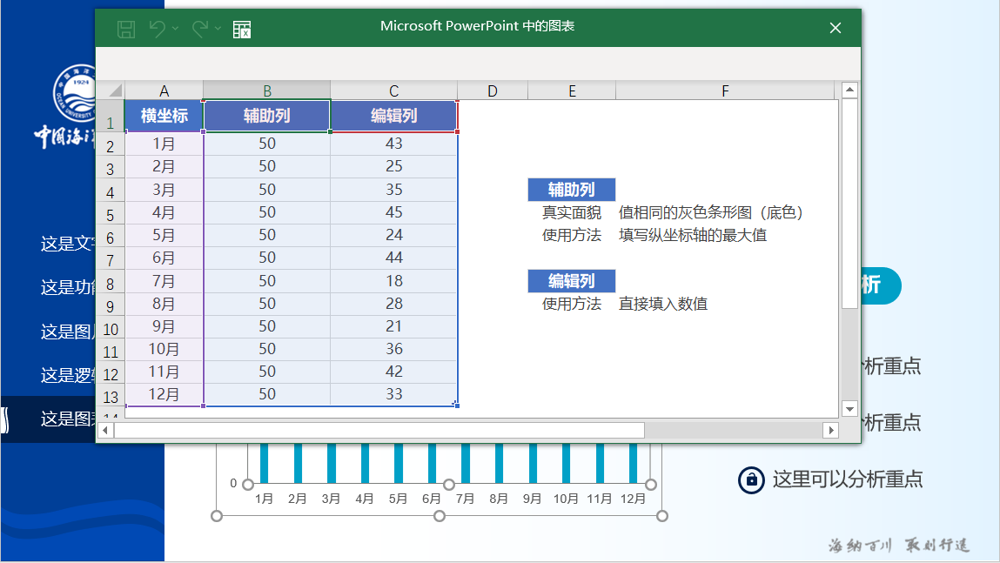 Microsoft PowerPoint 中的图表
A B C D E F
1 横坐标 辅助列 编辑列
2 1月 50 43
3 2月 50 25
4 3月 50 35 辅助列
5 4月 50 45 真实面貌 值相同的灰色条形图（底色）
6 5月 50 24 使用方法 填写纵坐标轴的最大值
7 6月 50 44
8 7月 50 18 编辑列
9 8月 50 28 使用方法 直接填入数值
10 9月 50 21
11 10月 50 36
12 11月 50 42
13 12月 50 33
1924
中国海洋
这是文字
这是功能
这是图片
这是逻辑
这是图表
析
分析重点
分析重点
这里可以分析重点
0
1月 2月 3月 4月 5月 6月 7月 8月 9月 10月 11月 12月
海纳百川 取则行远